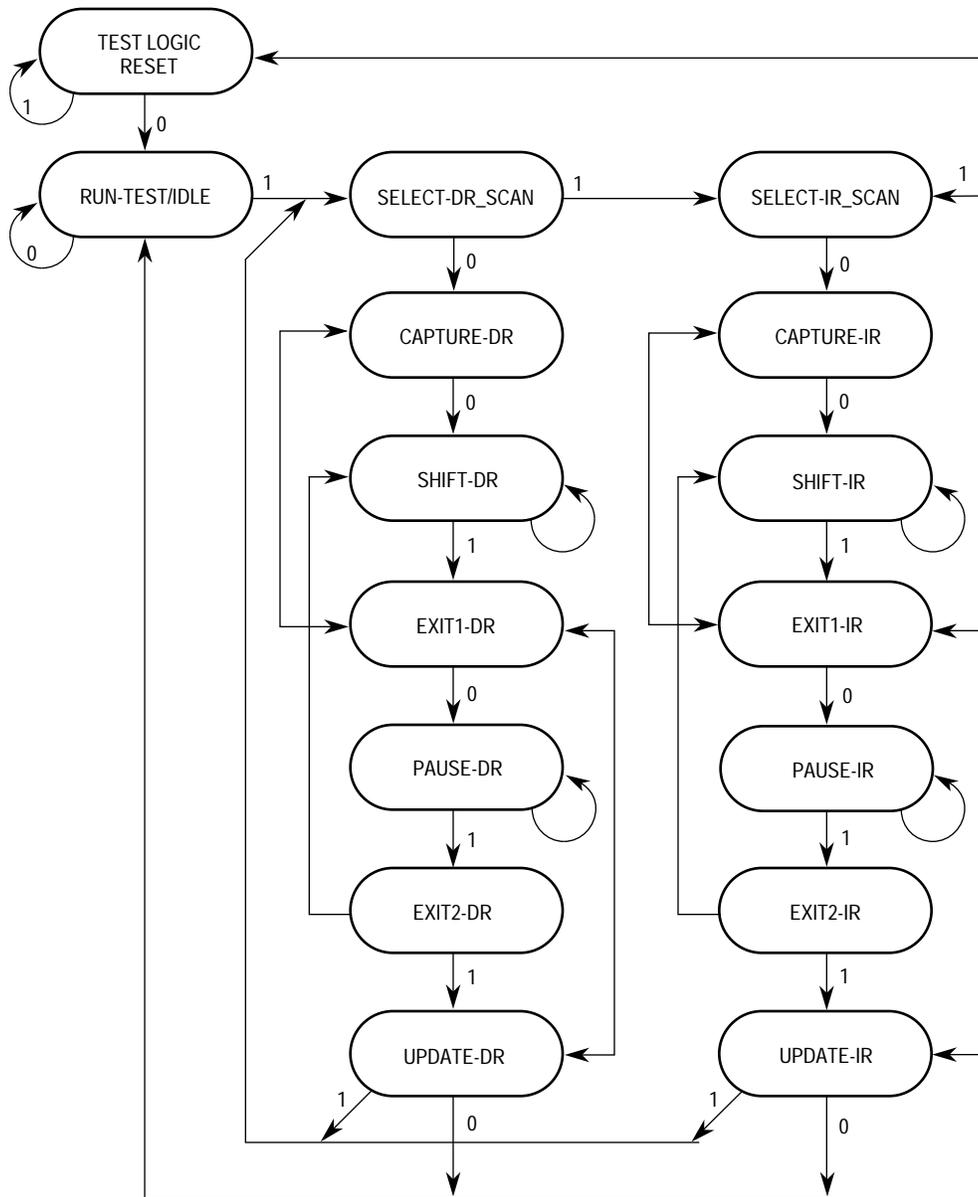 TEST LOGIC
RESET
1
0
RUN-TEST/IDLE
1
SELECT-DR_SCAN
1
SELECT-IR_SCAN
1
0
0
0
CAPTURE-DR
CAPTURE-IR
0
0
SHIFT-DR
SHIFT-IR
1
1
EXIT1-DR
EXIT1-IR
0
0
PAUSE-DR
PAUSE-IR
1
1
EXIT2-DR
EXIT2-IR
1
1
UPDATE-DR
UPDATE-IR
1
0
1
0